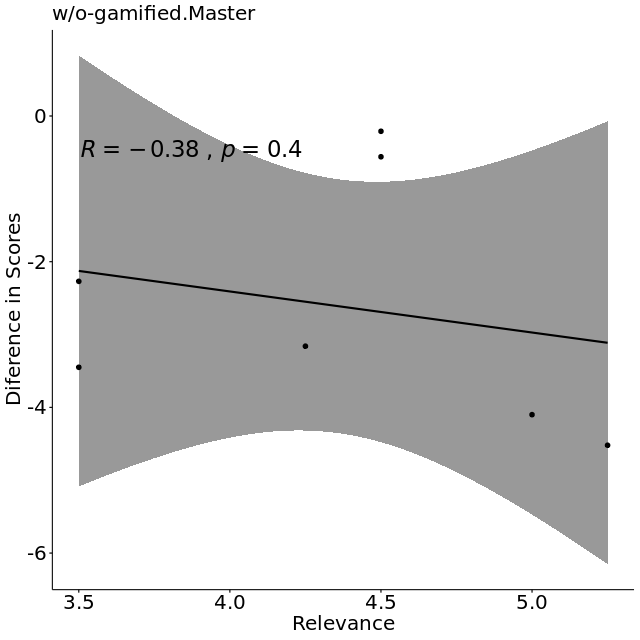 w/o-gamified.Master
R = −0.38 , p = 0.4
Diference in Scores
0
-2
-4
-6
3.5 4.0 4.5 5.0
Relevance